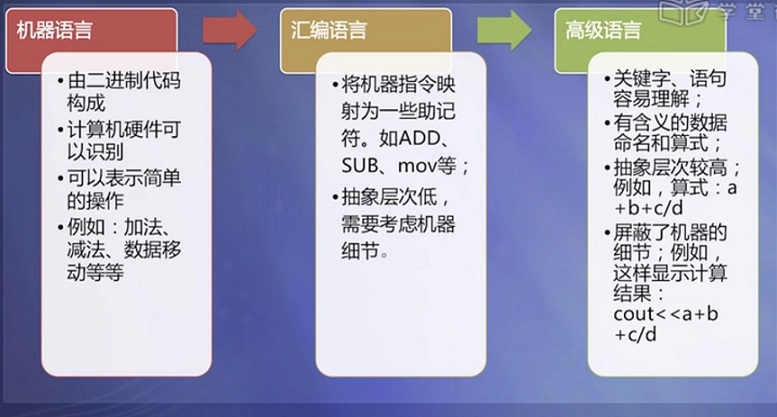 学堂
机器语言
汇编语言
高级语言
•由二进制代码
构成
•计算机硬件可
以识别
•可以表示简单
的操作
•例如：加法、
减法、数据移
动等等
•将机器指令映
射为一些助记
符。如ADD、
SUB、mov等；
•抽象层次低，
需要考虑机器
细节。
•关键字、语句
容易理解；
•有含义的数据
命名和算式；
•抽象层次较高；
例如，算式：a
+b+c/d
•屏蔽了机器的
细节；例如，
这样显示计算
结果：
cout<<a+b
+c/d